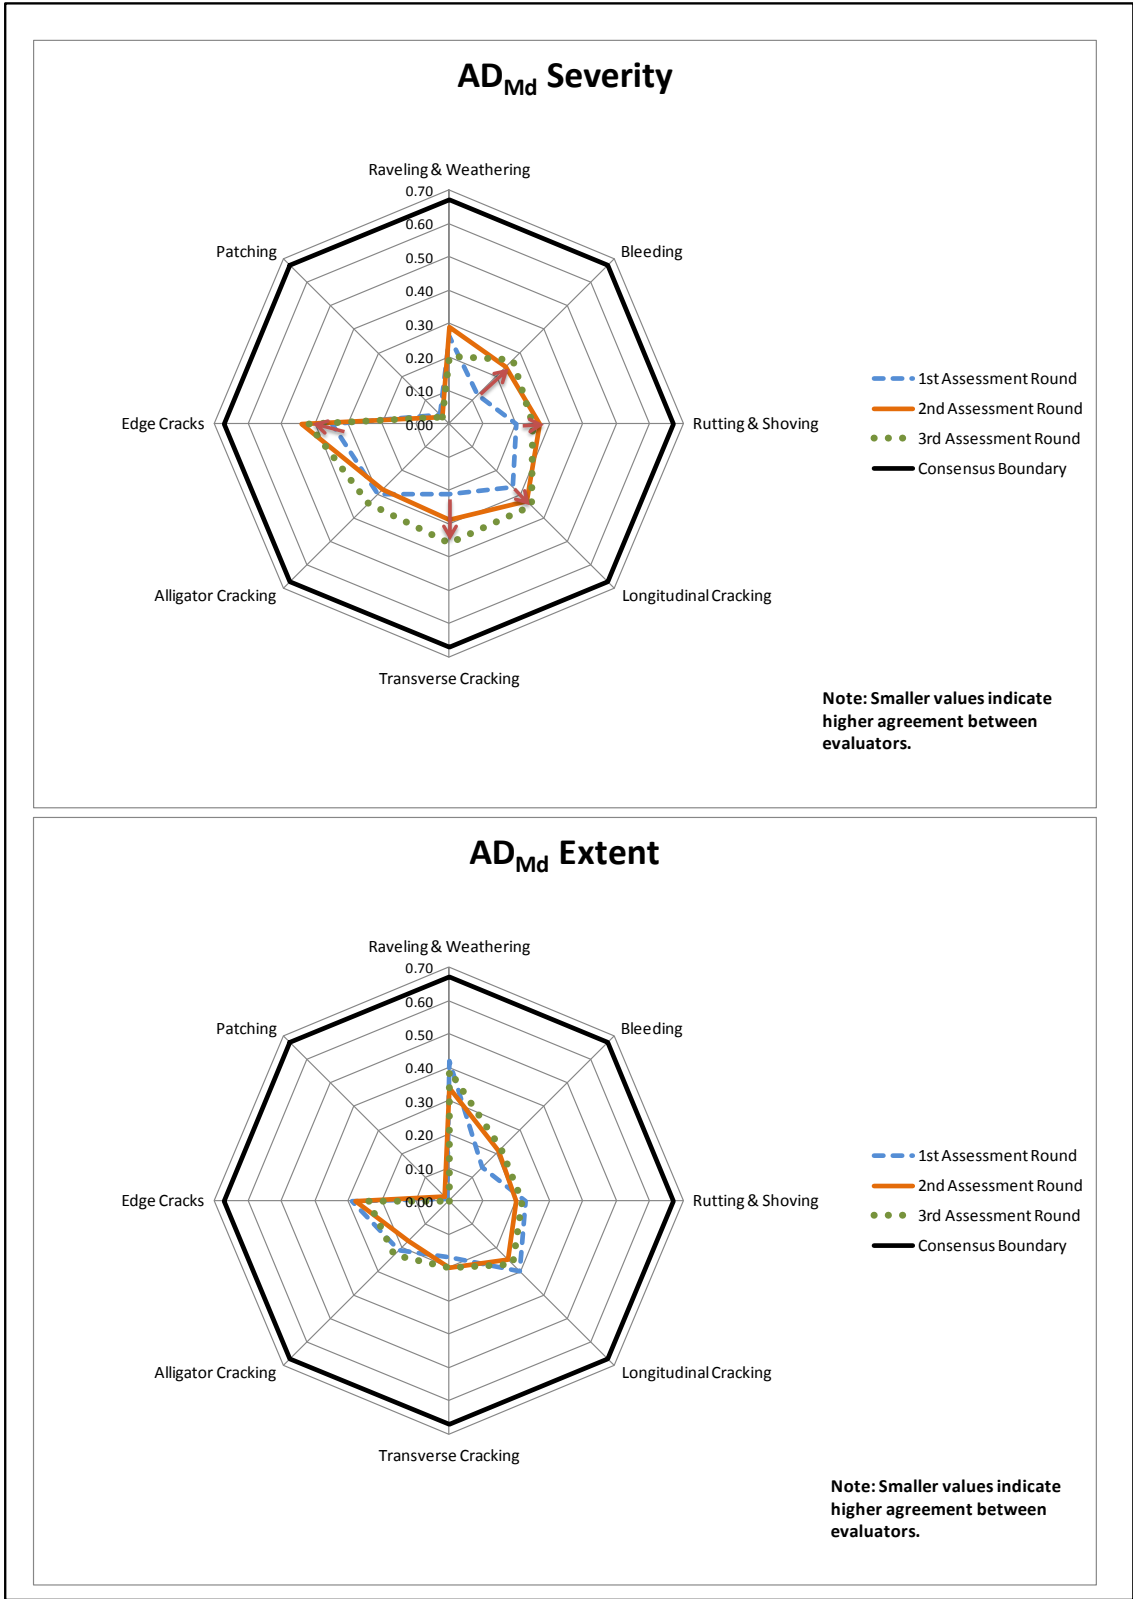 AD_Md Severity
Raveling & Weathering
0.70
0.60
0.50
0.40
0.30
0.20
0.10
0.00
Patching
Bleeding
Edge Cracks
Rutting & Shoving
Alligator Cracking
Longitudinal Cracking
Transverse Cracking
1st Assessment Round
2nd Assessment Round
3rd Assessment Round
Consensus Boundary
Note: Smaller values indicate
higher agreement between
evaluators.
AD_Md Extent
Raveling & Weathering
0.70
0.60
0.50
0.40
0.30
0.20
0.10
0.00
Patching
Bleeding
Edge Cracks
Rutting & Shoving
Alligator Cracking
Longitudinal Cracking
Transverse Cracking
1st Assessment Round
2nd Assessment Round
3rd Assessment Round
Consensus Boundary
Note: Smaller values indicate
higher agreement between
evaluators.